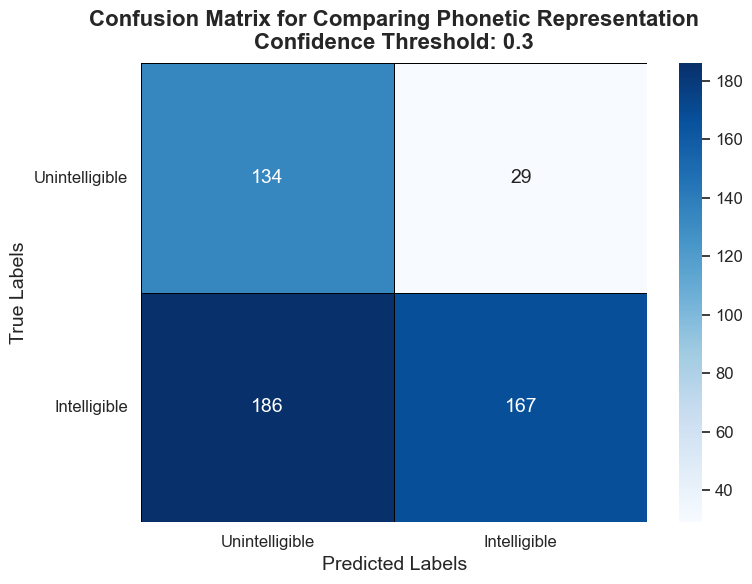 Confusion Matrix for Comparing Phonetic Representation
Confidence Threshold: 0.3
True Labels
Unintelligible
134
29
Intelligible
186
167
Unintelligible
Intelligible
Predicted Labels
180
160
140
120
100
80
60
40